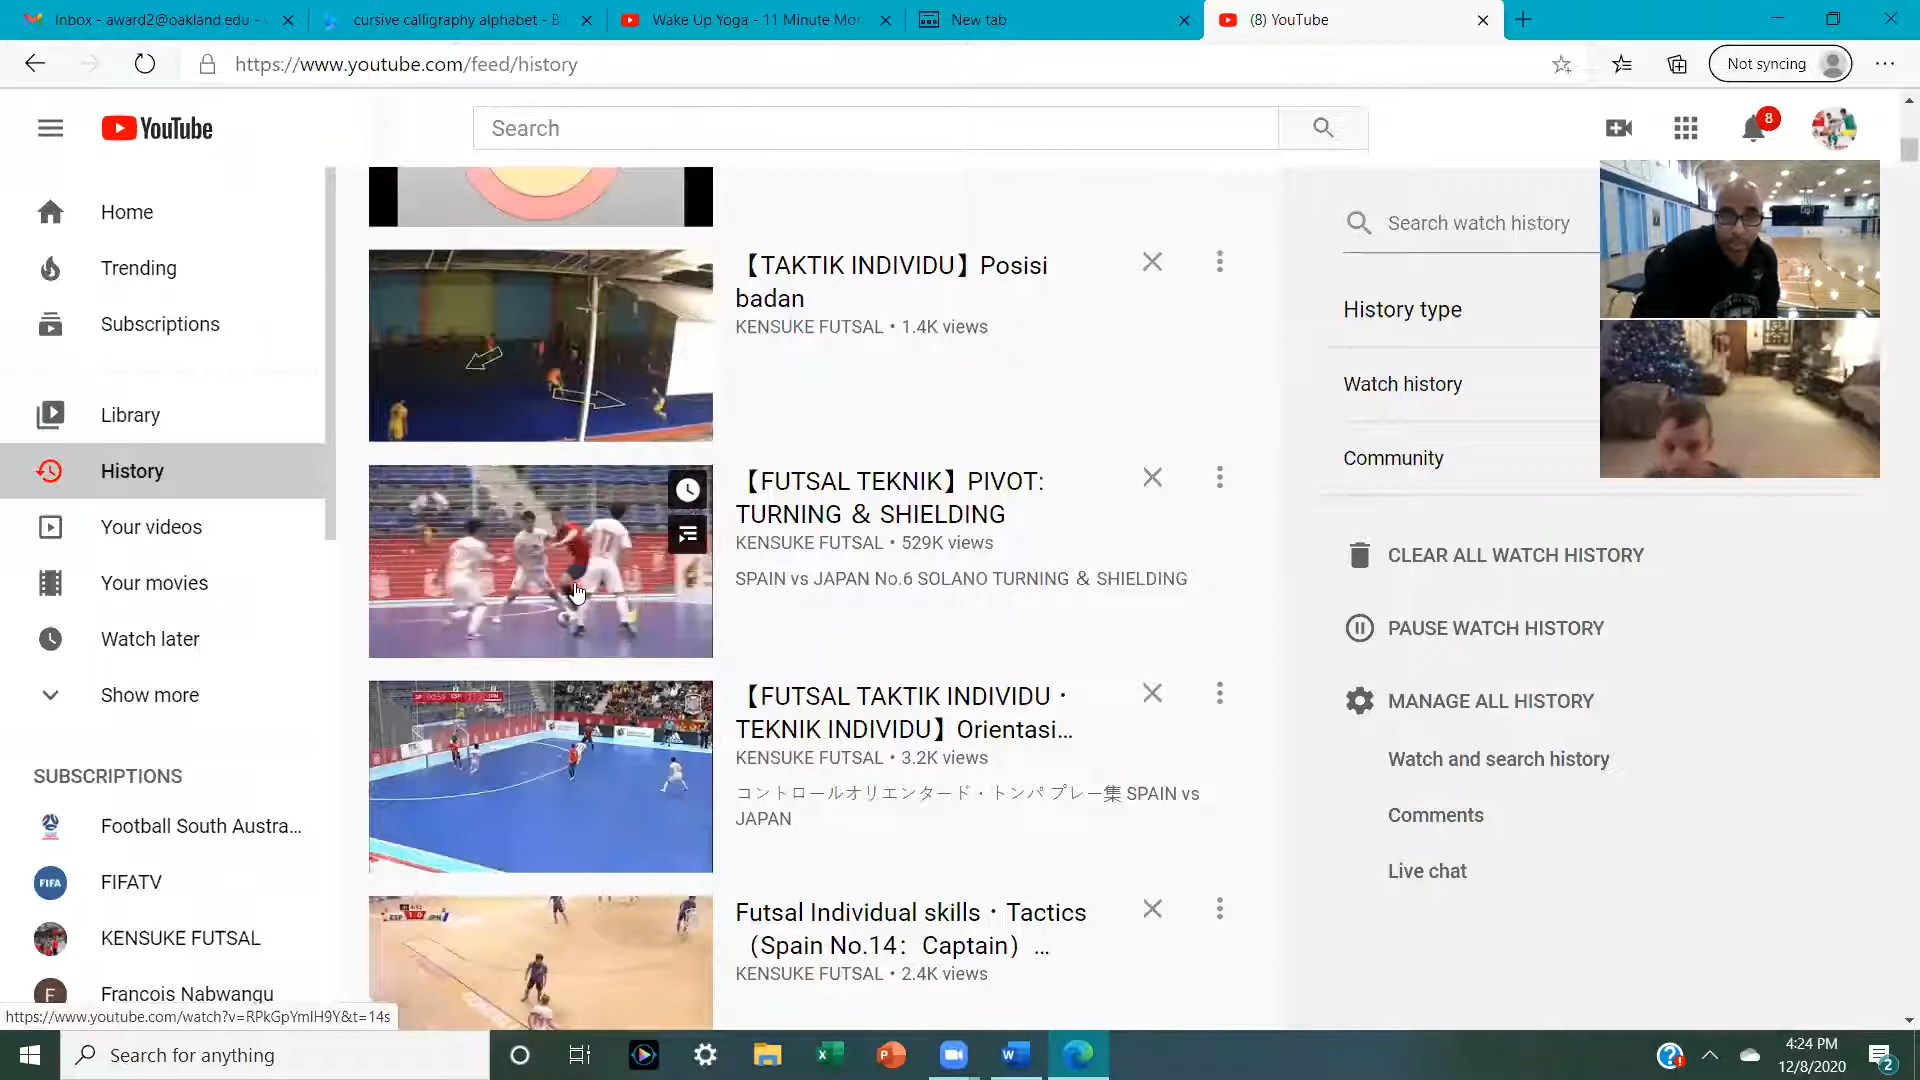 Inbox - award2@oakland.edu -
cursive calligraphy alphabet - Bi
Wake Up Yoga - 11 Minute Mor
New tab
(8) YouTube
https://www.youtube.com/feed/history
Not syncing
YouTube
Search
8
Home
Trending
Subscriptions
Library
History
Your videos
Your movies
Watch later
Show more
SUBSCRIPTIONS
Football South Austra...
FIFA
FIFATV
KENSUKE FUTSAL
F
Francois Nabwangu
【TAKTIK INDIVIDU】Posisi
badan
KENSUKE FUTSAL • 1.4K views
【FUTSAL TEKNIK】PIVOT:
TURNING ＆ SHIELDING
KENSUKE FUTSAL • 529K views
SPAIN vs JAPAN No.6 SOLANO TURNING ＆ SHIELDING
【FUTSAL TAKTIK INDIVIDU・
TEKNIK INDIVIDU】Orientasi...
KENSUKE FUTSAL • 3.2K views
コントロールオリエンタード・トンパ プレー集 SPAIN vs
JAPAN
Futsal Individual skills・Tactics
（Spain No.14：Captain） ...
KENSUKE FUTSAL • 2.4K views
Search watch history
History type
Watch history
Community
CLEAR ALL WATCH HISTORY
PAUSE WATCH HISTORY
MANAGE ALL HISTORY
Watch and search history
Comments
Live chat
https://www.youtube.com/watch?v=RPkGpYmIH9Y&t=14s
Search for anything
4:24 PM
12/8/2020
2